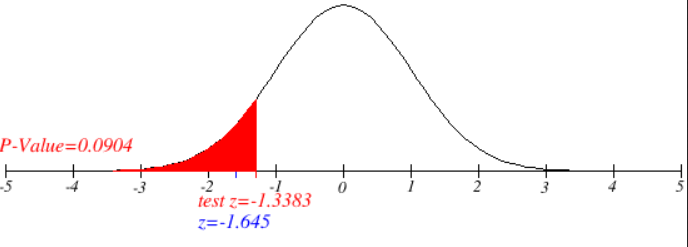 P-Value=0.0904
-5 -4 -3 -2 -1 0 1 2 3 4 5
test z=-1.3383
z=-1.645